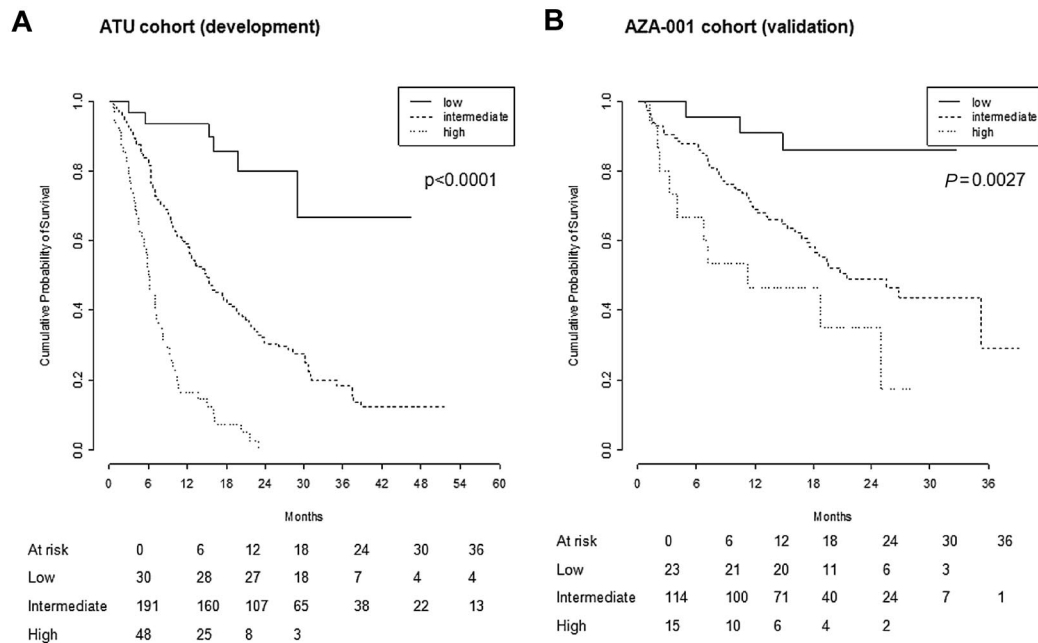 A
ATU cohort (development)
low
intermediate
high
p<0.0001
Cumulative Probability of Survival
1.0
0.8
0.6
0.4
0.2
0.0
0 6 12 18 24 30 36 42 48 54 60
Months
At risk 0 6 12 18 24 30 36
Low 30 28 27 18 7 4 4
Intermediate 191 160 107 65 38 22 13
High 48 25 8 3
B
AZA-001 cohort (validation)
low
intermediate
high
P=0.0027
Cumulative Probability of Survival
1.0
0.8
0.6
0.4
0.2
0.0
0 6 12 18 24 30 36
Months
At risk 0 6 12 18 24 30 36
Low 23 21 20 11 6 3
Intermediate 114 100 71 40 24 7 1
High 15 10 6 4 2